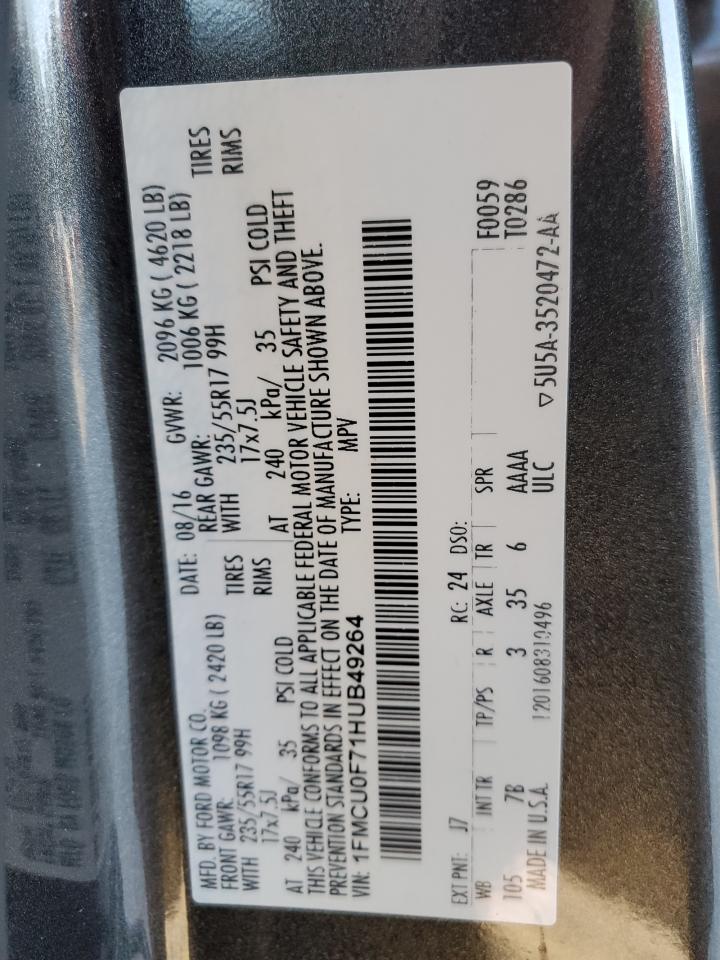 MFD. BY FORD MOTOR CO. DATE: 08/16 GVWR: 2096 KG ( 4620 LB)
FRONT GAWR: 1098 KG ( 2420 LB) REAR GAWR: 1006 KG ( 2218 LB)
WITH 235/55R17 99H TIRES WITH 235/55R17 99H TIRES
17x7.5J RIMS 17x7.5J RIMS
AT 240 kPa/ 35 PSI COLD AT 240 kPa/ 35 PSI COLD
THIS VEHICLE CONFORMS TO ALL APPLICABLE FEDERAL MOTOR VEHICLE SAFETY AND THEFT
PREVENTION STANDARDS IN EFFECT ON THE DATE OF MANUFACTURE SHOWN ABOVE.
VIN: 1FMCU0F71HUB49264 TYPE: MPV
EXT PNT: J7 RC: 24 DSO: F0059
WB INT TR TP/PS R AXLE TR SPR T0286
105 7B 3 35 6 AAAA
MADE IN U.S.A. 1201608310496 ULC ▽5U5A-3520472-AA